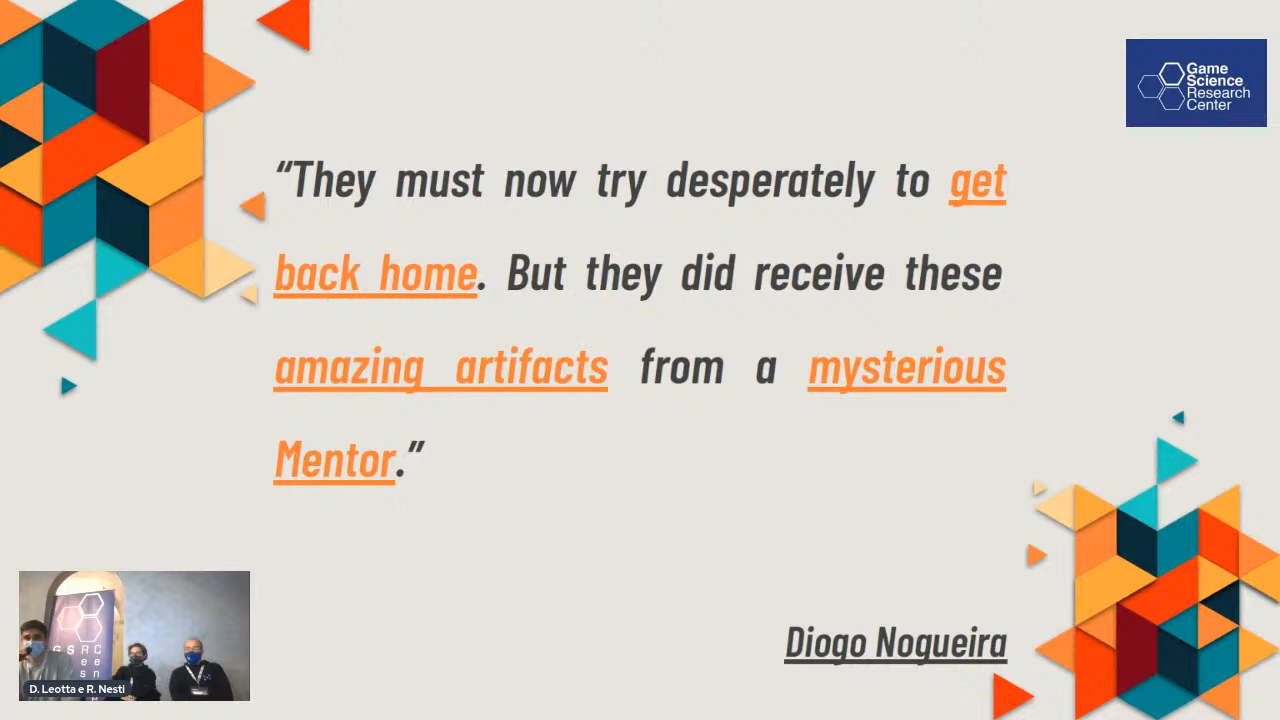 Game
Science
Research
Center
“They must now try desperately to get
back home. But they did receive these
amazing artifacts from a mysterious
Mentor.”
Diogo Nogueira
G S R C
D. Leotta e R. Nesti